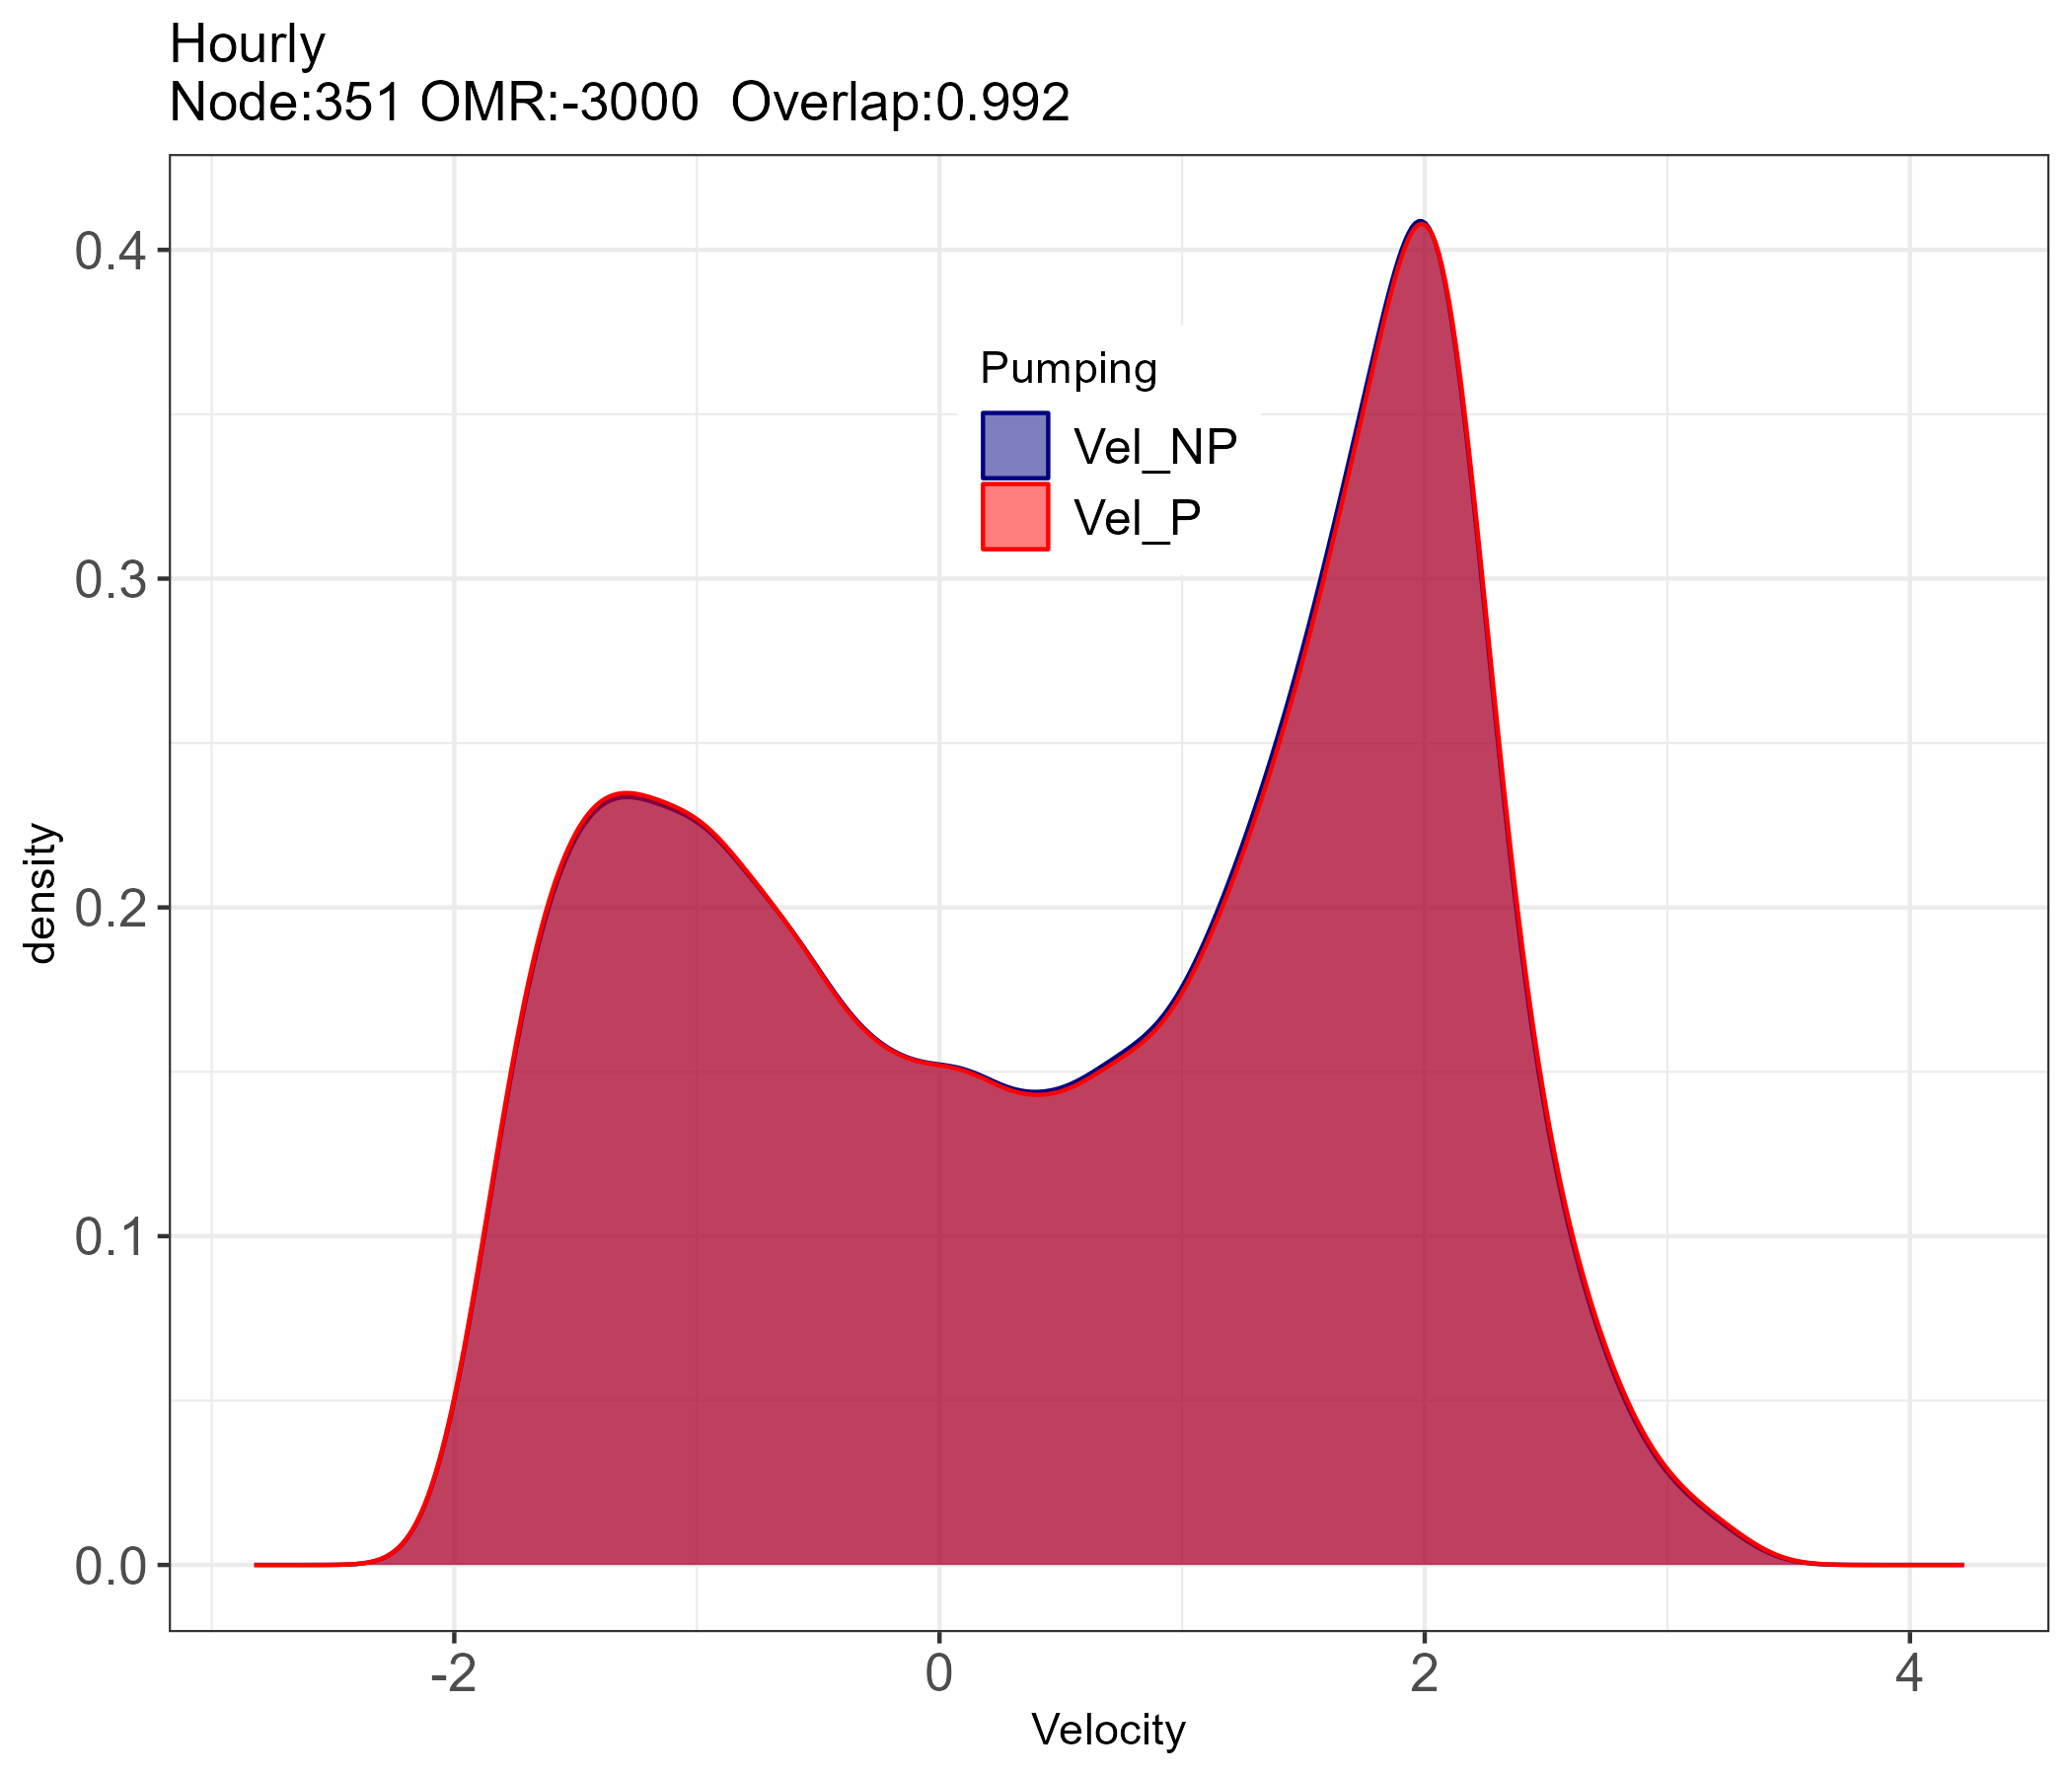 Hourly
Node:351 OMR:-3000  Overlap:0.992
0.4
0.3
0.2
0.1
0.0
density
Pumping
Vel_NP
Vel_P
-2
0
2
4
Velocity